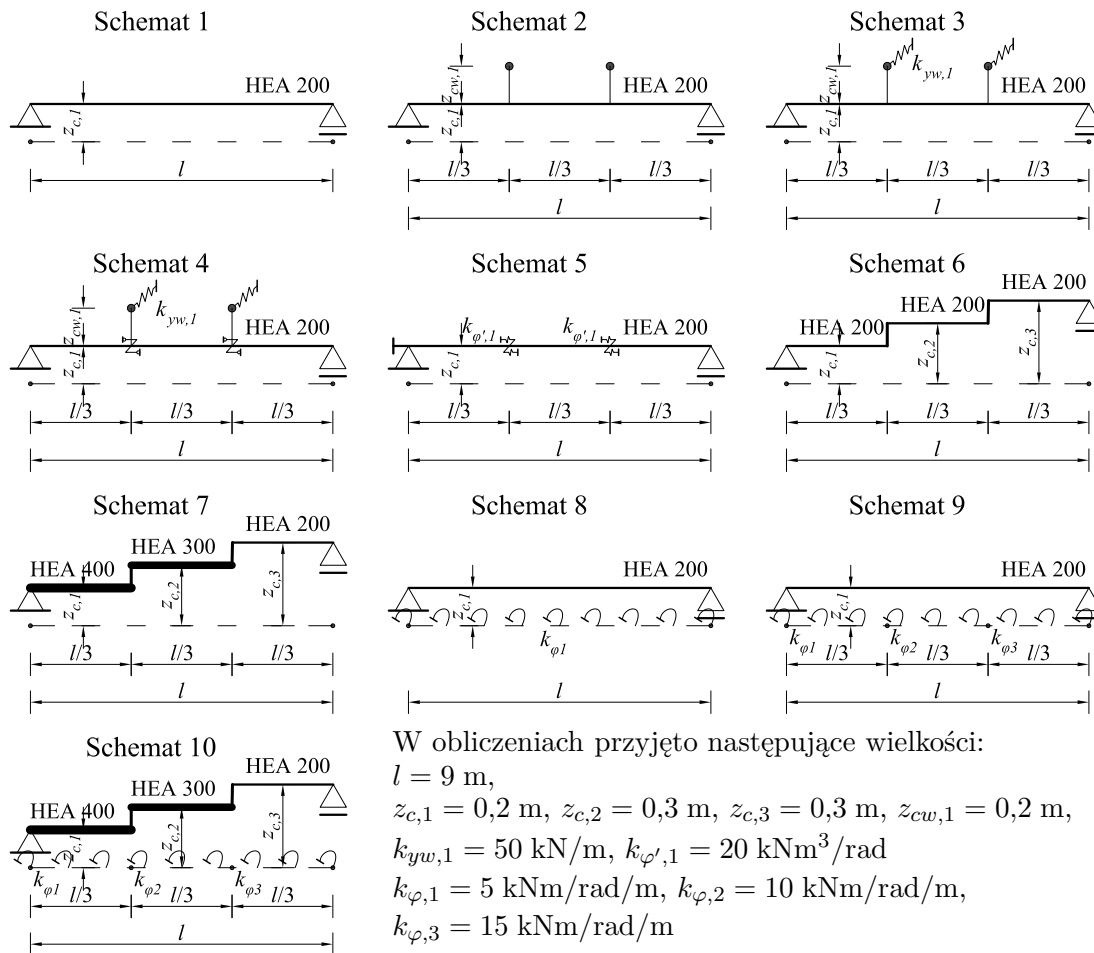 Schemat 1
HEA 200
z_{c,1}
l
Schemat 2
z_{cw,1}
HEA 200
z_{c,1}
l/3 l/3 l/3
l
Schemat 3
k_{yw,1}
z_{cw,1}
HEA 200
z_{c,1}
l/3 l/3 l/3
l
Schemat 4
k_{yw,1}
z_{cw,1}
HEA 200
z_{c,1}
l/3 l/3 l/3
l
Schemat 5
k_{φ',1} k_{φ',1} HEA 200
z_{c,1}
l/3 l/3 l/3
l
Schemat 6
HEA 200
HEA 200
HEA 200
z_{c,1} z_{c,2} z_{c,3}
l/3 l/3 l/3
l
Schemat 7
HEA 200
HEA 300
HEA 400
z_{c,1} z_{c,2} z_{c,3}
l/3 l/3 l/3
l
Schemat 8
HEA 200
z_{c,1}
k_{φ1}
l
Schemat 9
HEA 200
z_{c,1}
k_{φ1} k_{φ2} k_{φ3}
l/3 l/3 l/3
l
Schemat 10
HEA 200
HEA 300
HEA 400
z_{c,1} z_{c,2} z_{c,3}
k_{φ1} k_{φ2} k_{φ3}
l/3 l/3 l/3
l
W obliczeniach przyjęto następujące wielkości:
l = 9 m,
z_{c,1} = 0,2 m, z_{c,2} = 0,3 m, z_{c,3} = 0,3 m, z_{cw,1} = 0,2 m,
k_{yw,1} = 50 kN/m, k_{φ',1} = 20 kNm³/rad
k_{φ,1} = 5 kNm/rad/m, k_{φ,2} = 10 kNm/rad/m,
k_{φ,3} = 15 kNm/rad/m